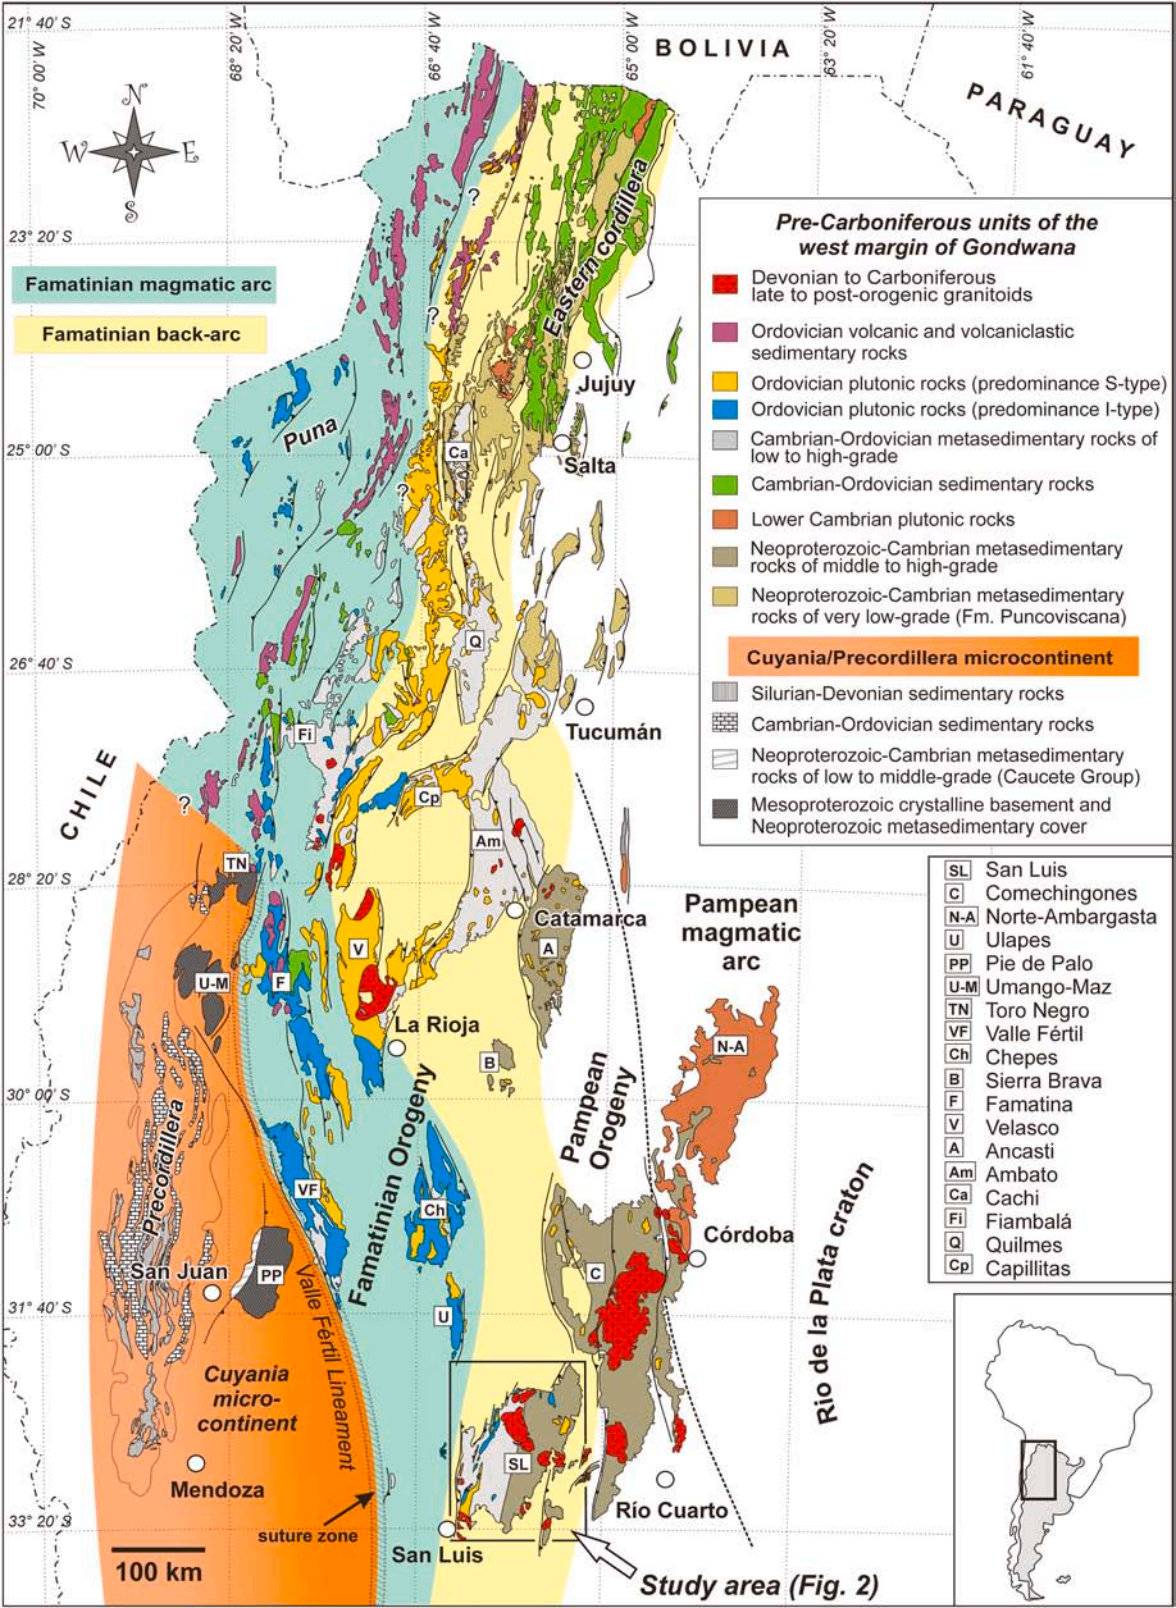 21° 40' S
70° 00' W
68° 20' W
66° 40' W
65° 00' W
63° 20' W
61° 40' W
BOLIVIA
PARAGUAY
N
W
E
S
23° 20' S
Famatinian magmatic arc
Famatinian back-arc
?
?
?
?
Eastern cordillera
Puna
Jujuy
Salta
25° 00' S
Ca
26° 40' S
Q
Tucumán
Fi
CHILE
Cp
Am
TN
28° 20' S
Catamarca
Pampean
magmatic
arc
V
A
U-M
F
La Rioja
N-A
B
30° 00' S
Precordillera
Famatinian Orogeny
Pampean
Orogeny
VF
Ch
Córdoba
San Juan
PP
C
Rio de la Plata craton
31° 40' S
U
Valle Fértil Lineament
Cuyania
micro-
continent
SL
Mendoza
Río Cuarto
suture zone
33° 20' S
San Luis
100 km
Study area (Fig. 2)
Pre-Carboniferous units of the
west margin of Gondwana
Devonian to Carboniferous
late to post-orogenic granitoids
Ordovician volcanic and volcaniclastic
sedimentary rocks
Ordovician plutonic rocks (predominance S-type)
Ordovician plutonic rocks (predominance I-type)
Cambrian-Ordovician metasedimentary rocks of
low to high-grade
Cambrian-Ordovician sedimentary rocks
Lower Cambrian plutonic rocks
Neoproterozoic-Cambrian metasedimentary
rocks of middle to high-grade
Neoproterozoic-Cambrian metasedimentary
rocks of very low-grade (Fm. Puncoviscana)
Cuyania/Precordillera microcontinent
Silurian-Devonian sedimentary rocks
Cambrian-Ordovician sedimentary rocks
Neoproterozoic-Cambrian metasedimentary
rocks of low to middle-grade (Caucete Group)
Mesoproterozoic crystalline basement and
Neoproterozoic metasedimentary cover
SL San Luis
C Comechingones
N-A Norte-Ambargasta
U Ulapes
PP Pie de Palo
U-M Umango-Maz
TN Toro Negro
VF Valle Fértil
Ch Chepes
B Sierra Brava
F Famatina
V Velasco
A Ancasti
Am Ambato
Ca Cachi
Fi Fiambalá
Q Quilmes
Cp Capillitas